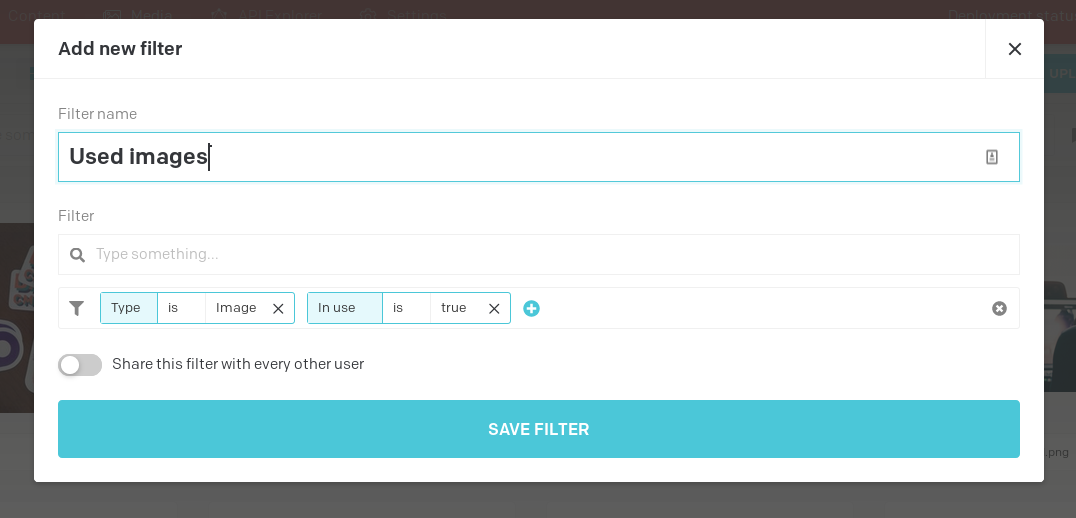 Content Media API Explorer Settings Deployment status
Add new filter
Filter name
Used images
Filter
Type something...
Type is Image In use is true
Share this filter with every other user
SAVE FILTER
.png